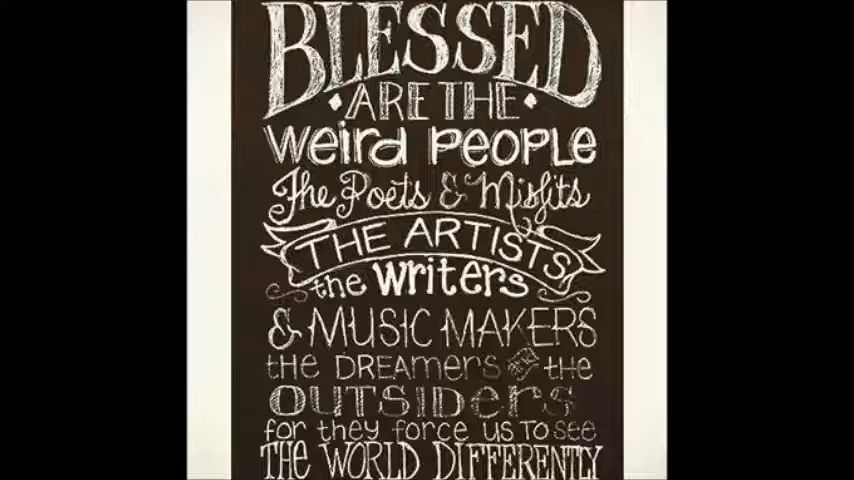 BLESSED
ARE THE
weird PEOPLE
The Poets & Misfits
THE ARTISTS
the writers
& MUSIC MAKERS
the DREAMers AND the
OUTSIDers
for they force us TO see
THE WORLD DIFFERENTLY